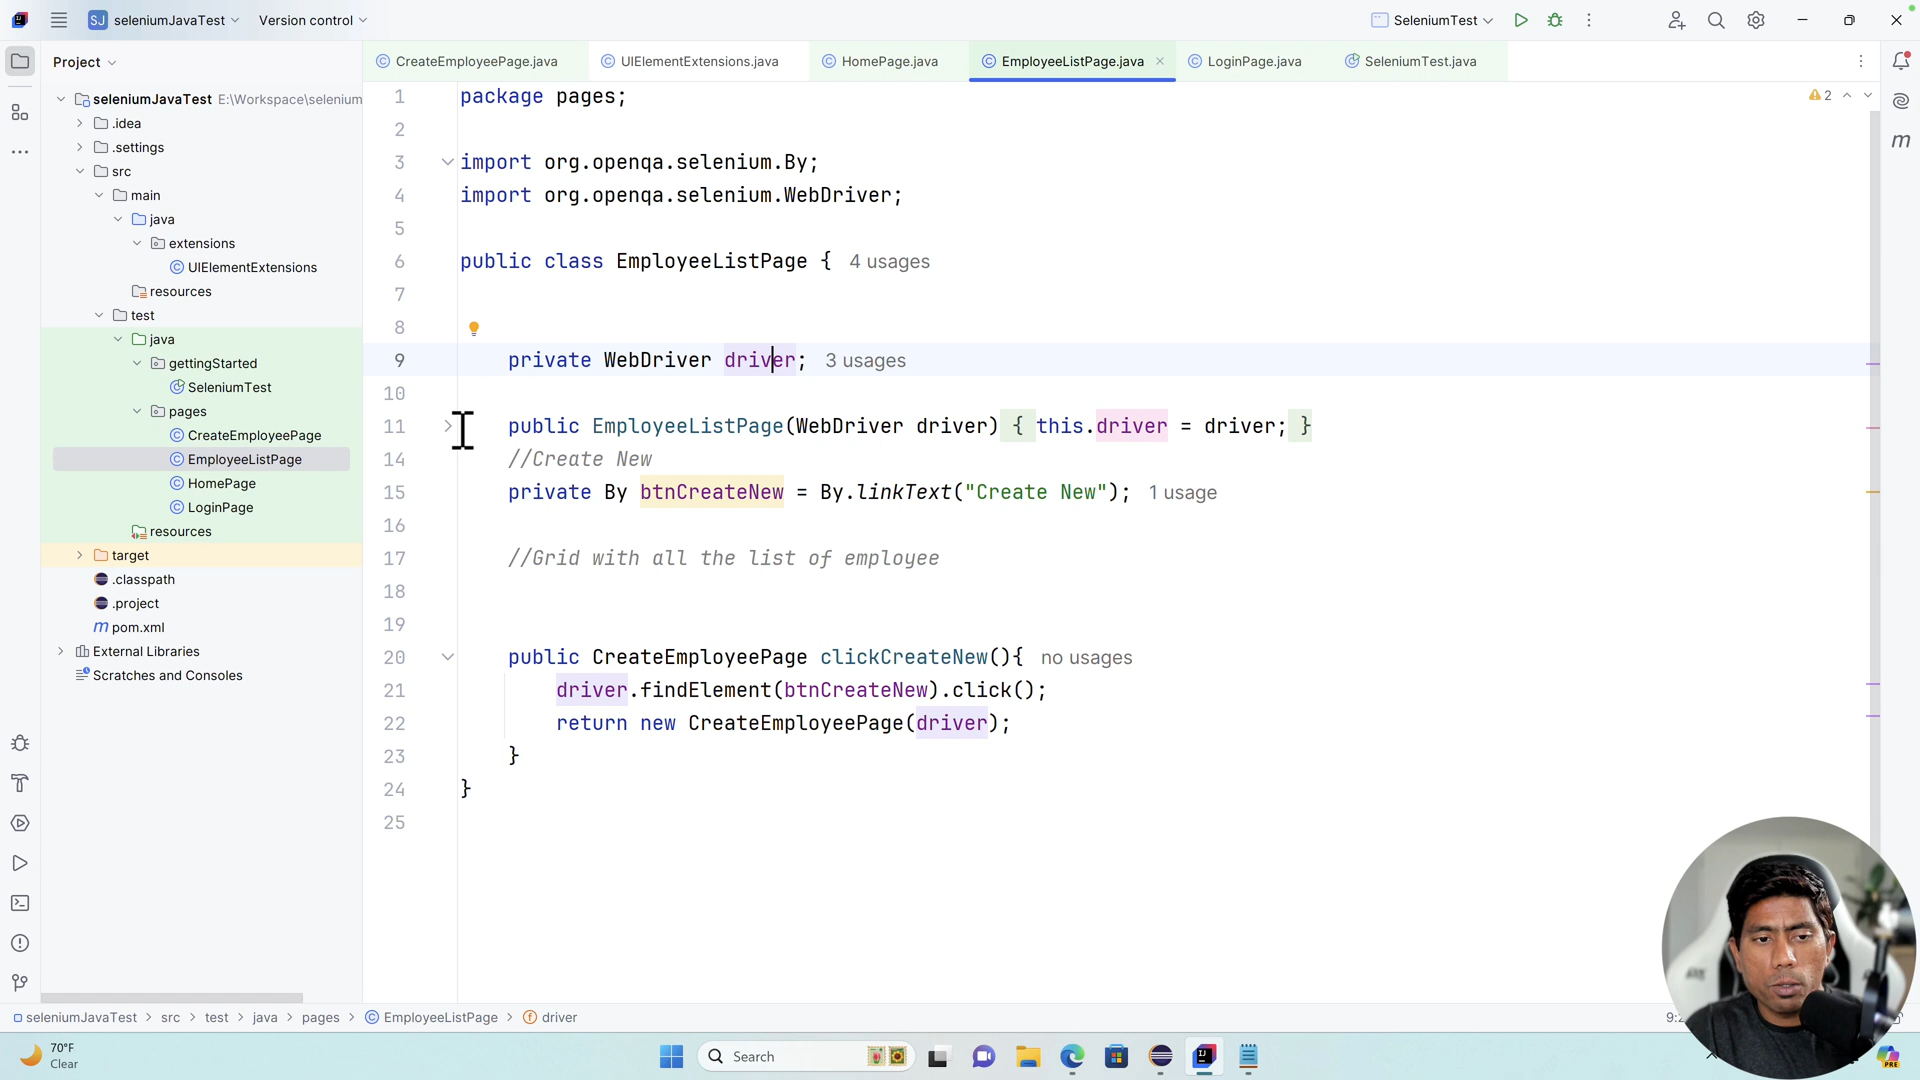 SJ seleniumJavaTest Version control SeleniumTest
Project
CreateEmployeePage.java UIElementExtensions.java HomePage.java EmployeeListPage.java LoginPage.java SeleniumTest.java
seleniumJavaTest E:\Workspace\selenium
.idea
.settings
src
main
java
extensions
UIElementExtensions
resources
test
java
gettingStarted
SeleniumTest
pages
CreateEmployeePage
EmployeeListPage
HomePage
LoginPage
resources
target
.classpath
.project
m pom.xml
External Libraries
Scratches and Consoles
2
1 package pages;
2
3 import org.openqa.selenium.By;
4 import org.openqa.selenium.WebDriver;
5
6 public class EmployeeListPage { 4 usages
7
8
9 private WebDriver driver; 3 usages
10
11 public EmployeeListPage(WebDriver driver) { this.driver = driver; }
14 //Create New
15 private By btnCreateNew = By.linkText("Create New"); 1 usage
16
17 //Grid with all the list of employee
18
19
20 public CreateEmployeePage clickCreateNew(){ no usages
21 driver.findElement(btnCreateNew).click();
22 return new CreateEmployeePage(driver);
23 }
24 }
25
m
seleniumJavaTest > src > test > java > pages > EmployeeListPage > driver
70°F
Clear
Search
PRE